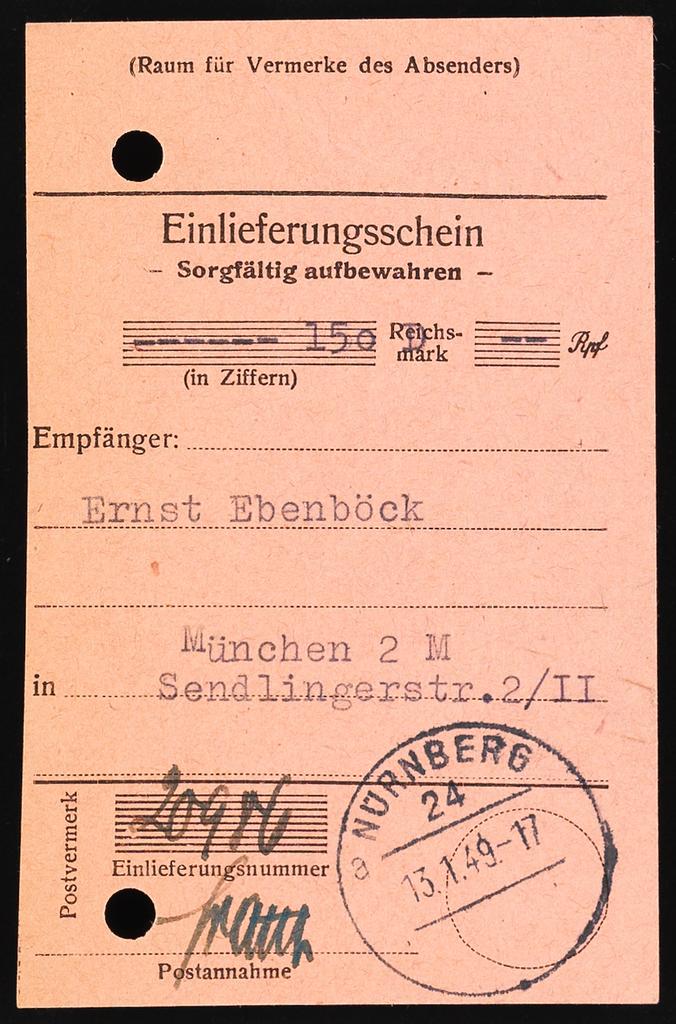 (Raum für Vermerke des Absenders)
Einlieferungsschein
– Sorgfältig aufbewahren –
150 D Reichs-
mark -- Rpf
(in Ziffern)
Empfänger:
Ernst Ebenböck
München 2 M
in Sendlingerstr.2/II
Postvermerk
20986
Einlieferungsnummer
Postannahme
NÜRNBERG
24
a
13.1.49.-17